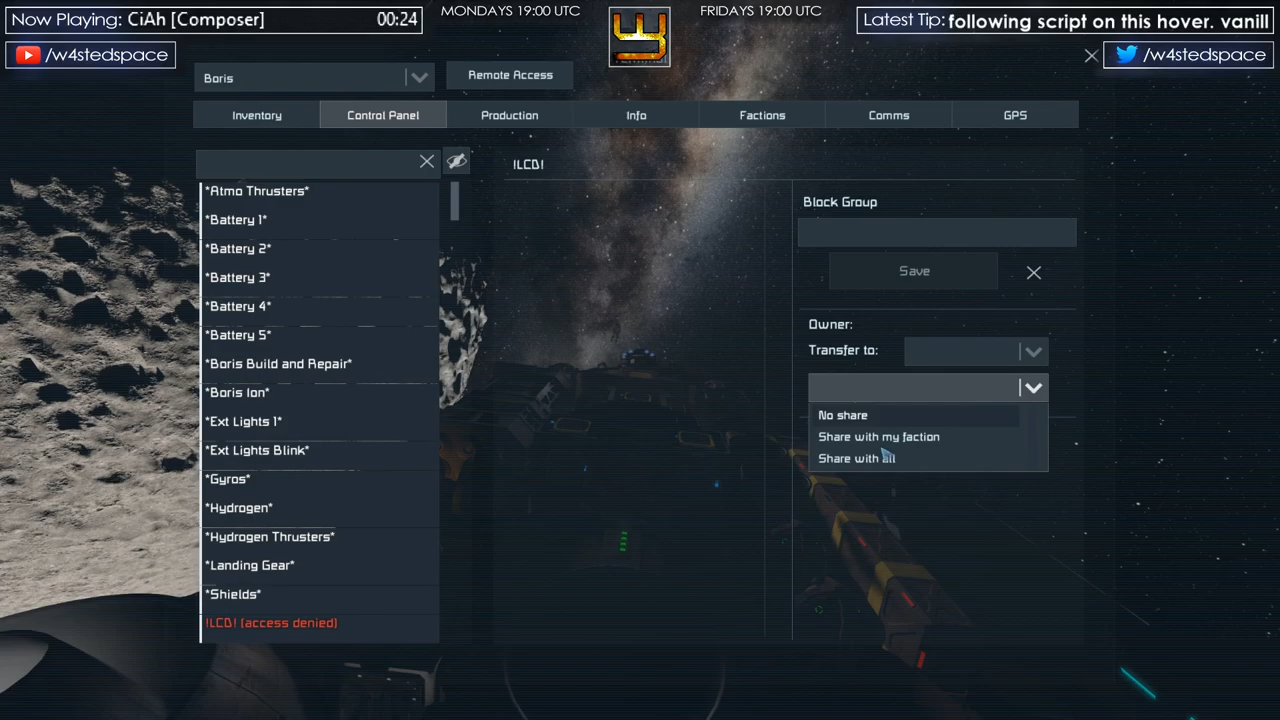 Now Playing: CiAh [Composer] 00:24
MONDAYS 19:00 UTC
FRIDAYS 19:00 UTC
Latest Tip: following script on this hover. vanill
/w4stedspace
/w4stedspace
Boris
Remote Access
Inventory
Control Panel
Production
Info
Factions
Comms
GPS
!LCD!
*Atmo Thrusters*
*Battery 1*
*Battery 2*
*Battery 3*
*Battery 4*
*Battery 5*
*Boris Build and Repair*
*Boris Ion*
*Ext Lights 1*
*Ext Lights Blink*
*Gyros*
*Hydrogen*
*Hydrogen Thrusters*
*Landing Gear*
*Shields*
!LCD! (access denied)
Block Group
Save
Owner:
Transfer to:
No share
Share with my faction
Share with all